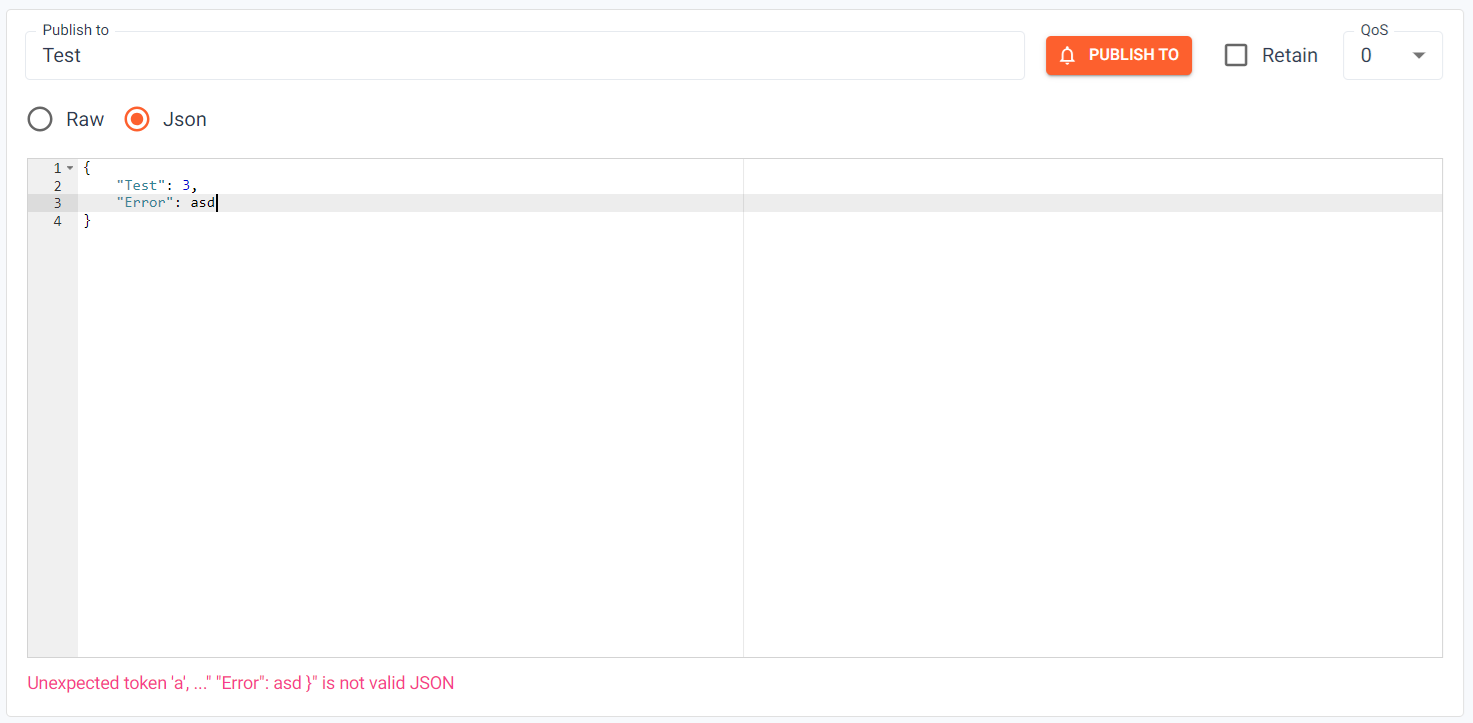 Publish to
Test
PUBLISH TO
Retain
QoS
0
Raw
Json
1 {
2 "Test": 3,
3 "Error": asd
4 }
Unexpected token 'a', ..." "Error": asd }" is not valid JSON